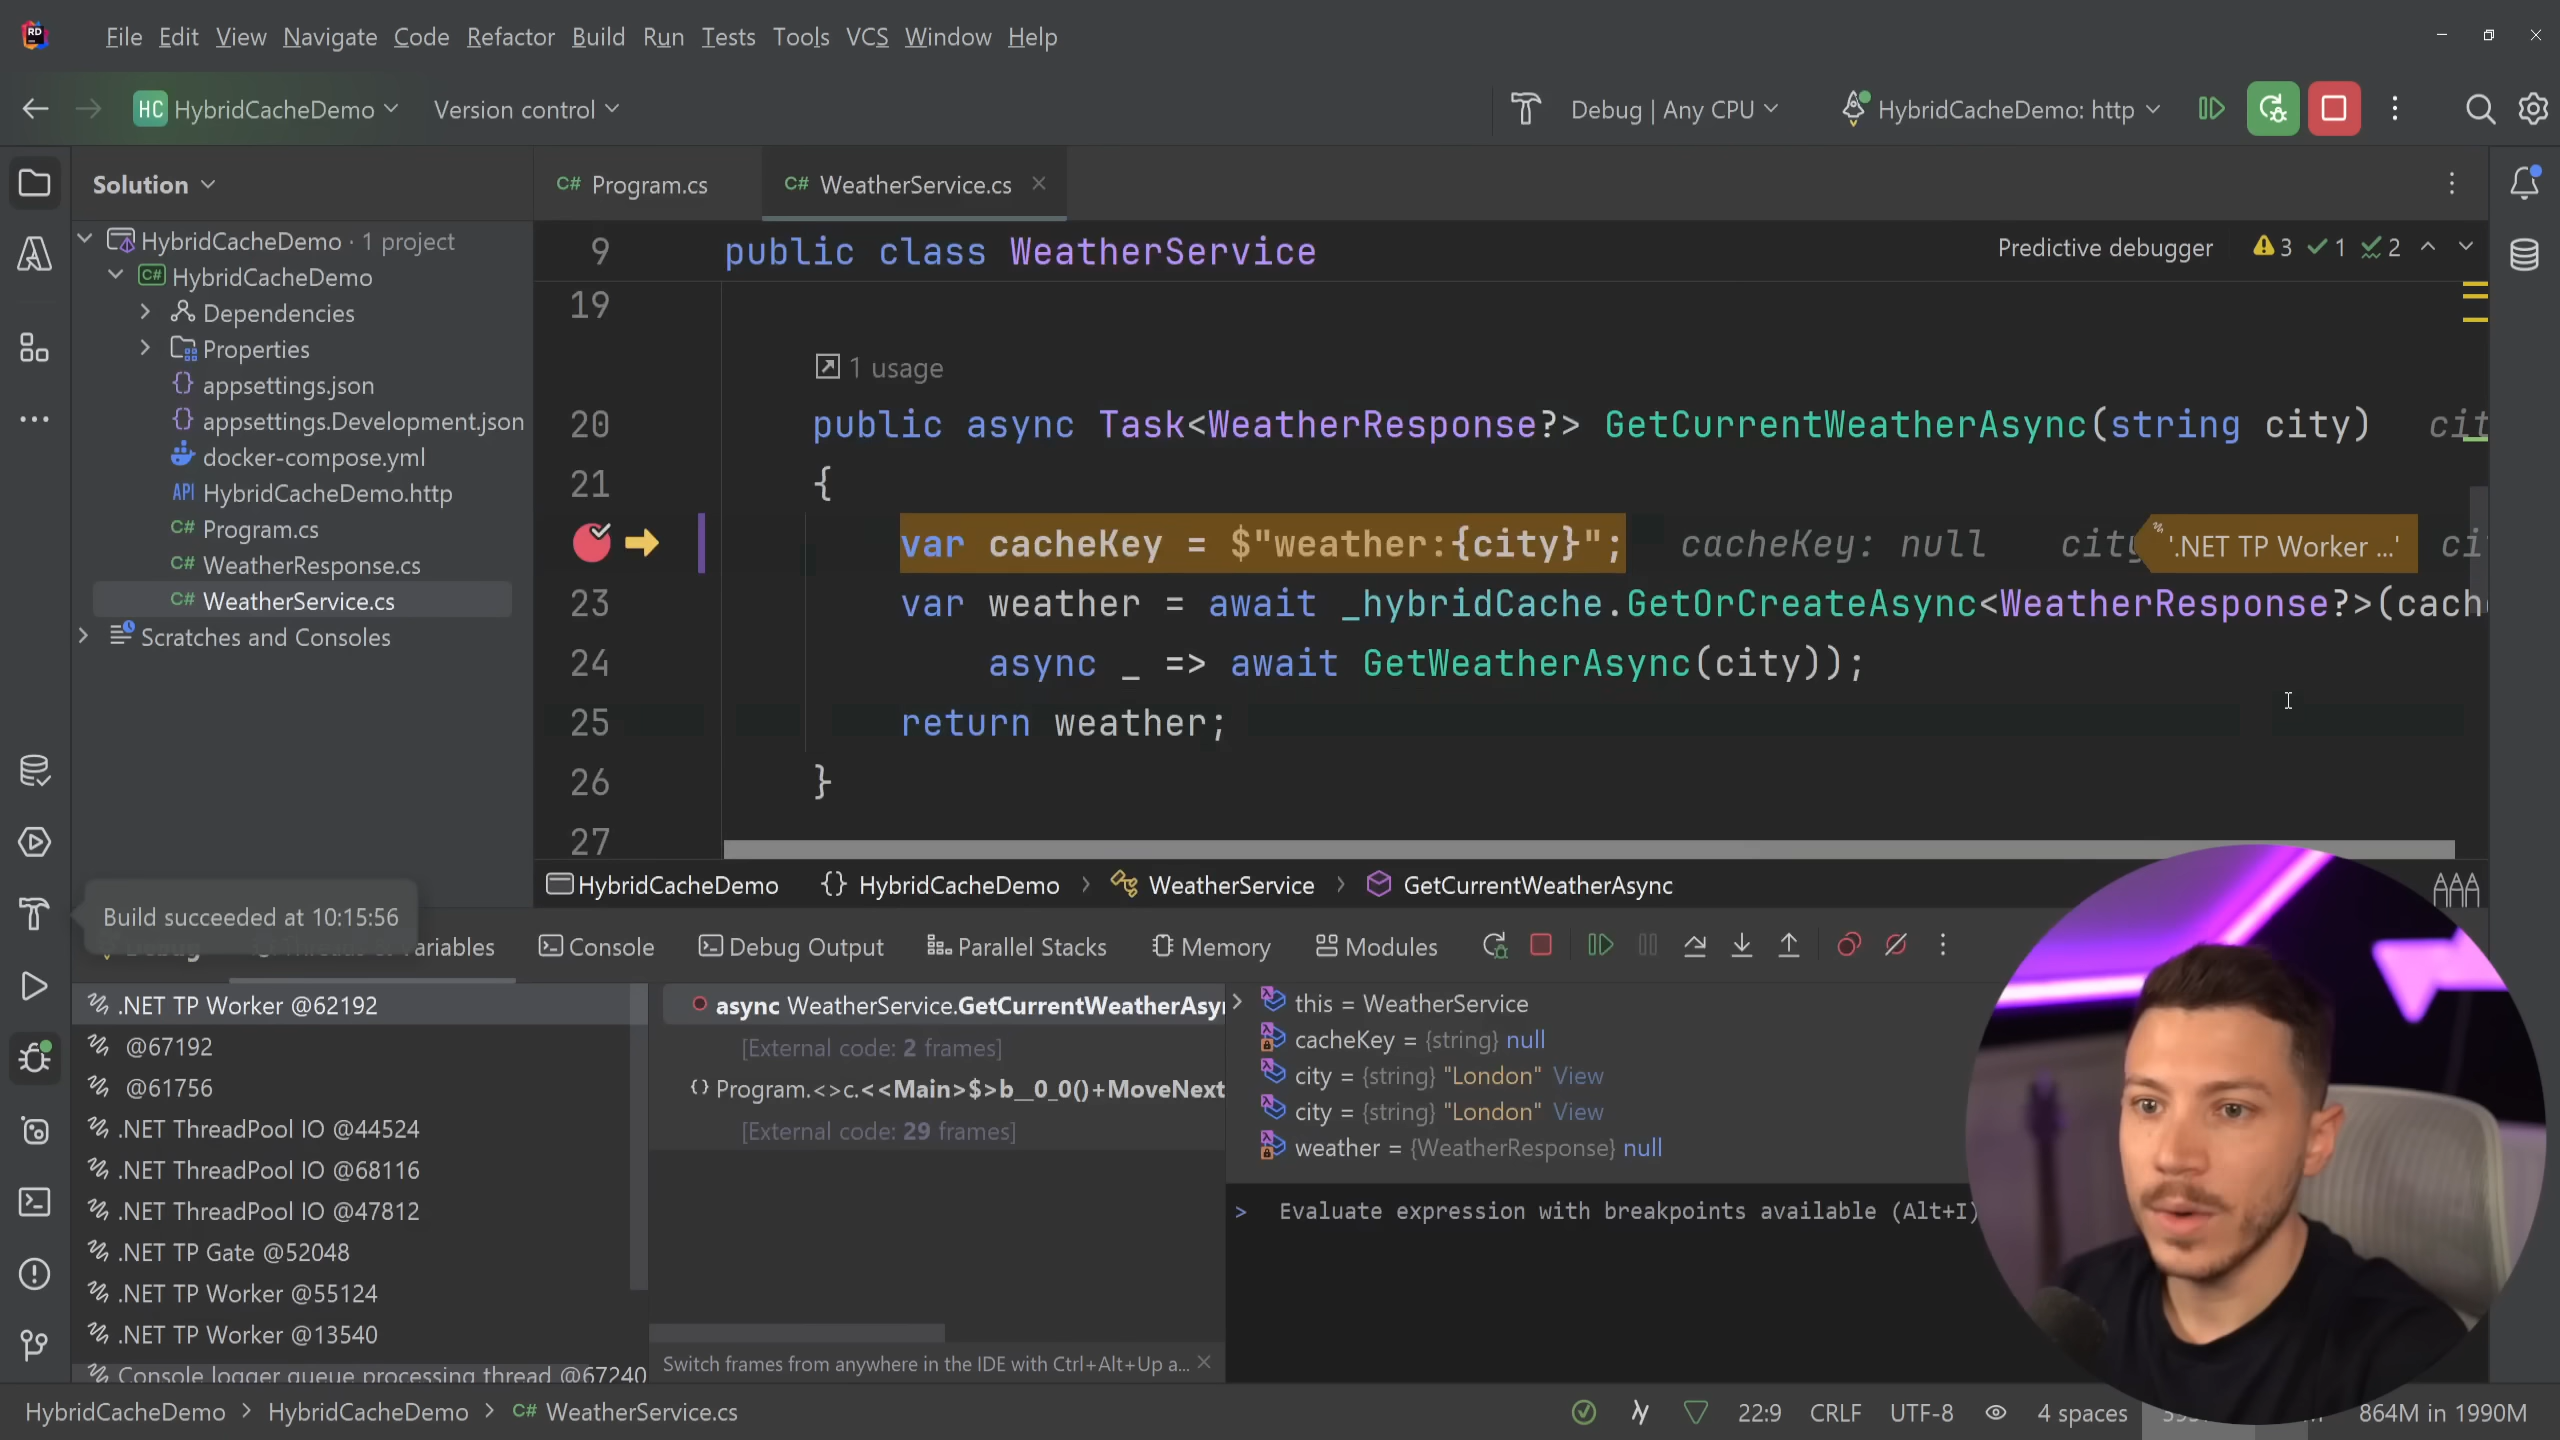 RD File Edit View Navigate Code Refactor Build Run Tests Tools VCS Window Help
HC HybridCacheDemo Version control Debug | Any CPU HybridCacheDemo: http
Solution
C# Program.cs C# WeatherService.cs
HybridCacheDemo · 1 project
C# HybridCacheDemo
Dependencies
Properties
{} appsettings.json
{} appsettings.Development.json
docker-compose.yml
API HybridCacheDemo.http
C# Program.cs
C# WeatherResponse.cs
C# WeatherService.cs
Scratches and Consoles
9 public class WeatherService
Predictive debugger 3 1 2
19
1 usage
20 public async Task<WeatherResponse?> GetCurrentWeatherAsync(string city) cit
21 {
var cacheKey = $"weather:{city}"; cacheKey: null city '.NET TP Worker ...' ci
23 var weather = await _hybridCache.GetOrCreateAsync<WeatherResponse?>(cach
24 async _ => await GetWeatherAsync(city));
25 return weather;
26 }
27
HybridCacheDemo {} HybridCacheDemo > WeatherService > GetCurrentWeatherAsync
Build succeeded at 10:15:56
Console Debug Output Parallel Stacks Memory Modules
.NET TP Worker @62192
@67192
@61756
.NET ThreadPool IO @44524
.NET ThreadPool IO @68116
.NET ThreadPool IO @47812
.NET TP Gate @52048
.NET TP Worker @55124
.NET TP Worker @13540
Console logger queue processing thread @67240
async WeatherService.GetCurrentWeatherAsy
[External code: 2 frames]
{} Program.<>c.<<Main>$>b__0_0()+MoveNext
[External code: 29 frames]
Switch frames from anywhere in the IDE with Ctrl+Alt+Up a...
this = WeatherService
cacheKey = {string} null
city = {string} "London" View
city = {string} "London" View
weather = {WeatherResponse} null
> Evaluate expression with breakpoints available (Alt+I)
HybridCacheDemo > HybridCacheDemo > C# WeatherService.cs
22:9 CRLF UTF-8 4 spaces 864M in 1990M